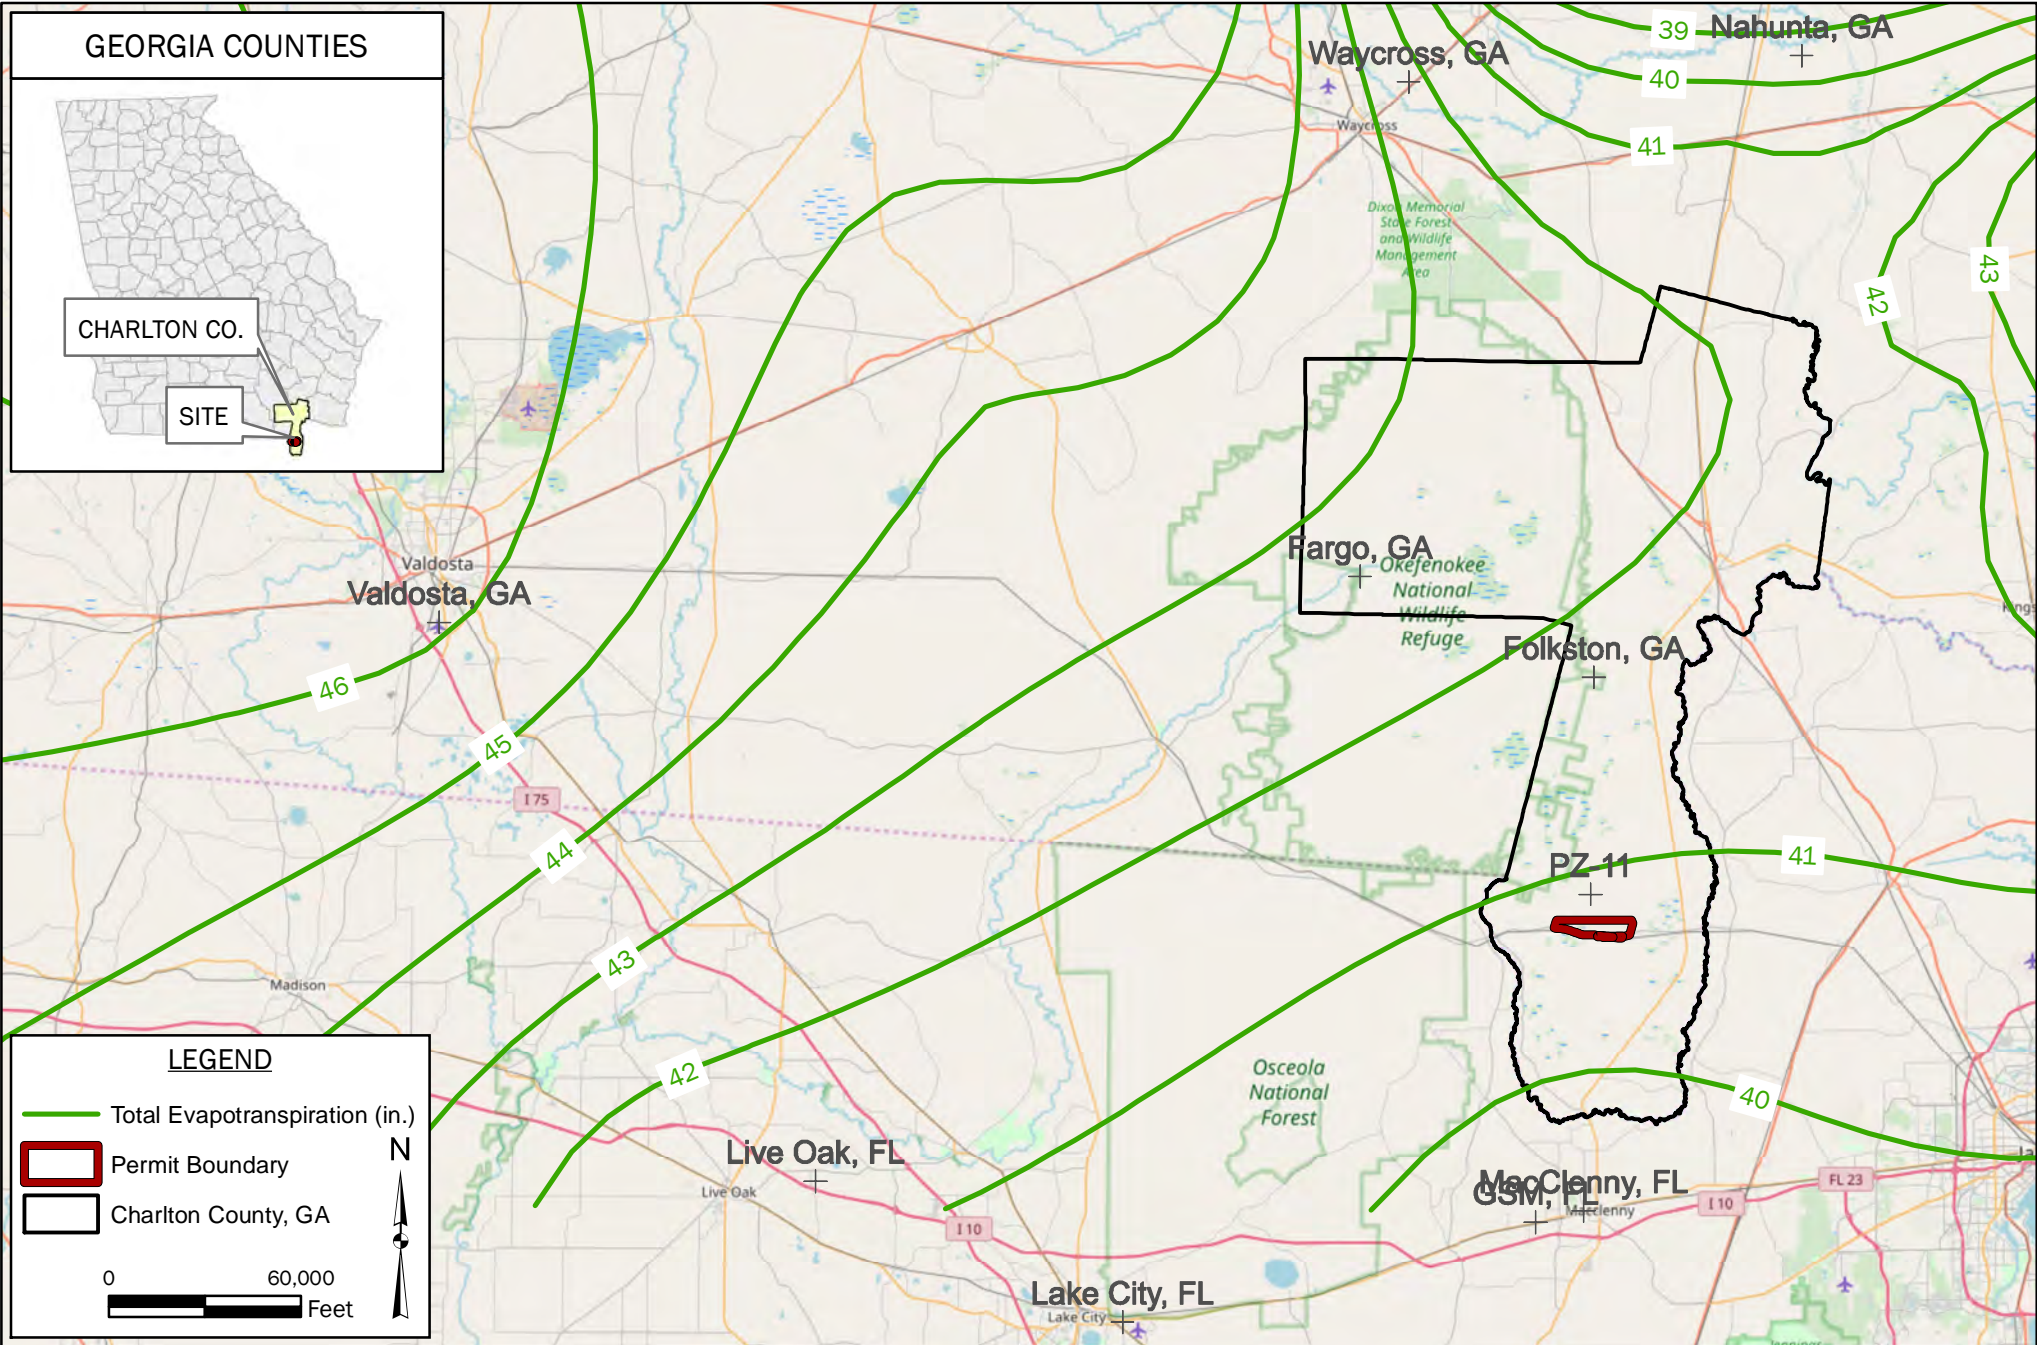 GEORGIA COUNTIES
CHARLTON CO.
SITE
39
Nahunta, GA
Waycross, GA
40
Waycross
41
Dixon Memorial
State Forest
and Wildlife
Management
Area
42
43
Valdosta
Valdosta, GA
Fargo, GA
Okefenokee
National
Wildlife
Refuge
Folkston, GA
46
45
I 75
44
PZ-11
41
43
Madison
42
Osceola
National
Forest
40
Live Oak, FL
Live Oak
MacClenny, FL
GSM, FL
Macclenny
FL 23
I 10
I 10
Lake City, FL
Lake City
LEGEND
Total Evapotranspiration (in.)
Permit Boundary
Charlton County, GA
N
0 60,000
Feet